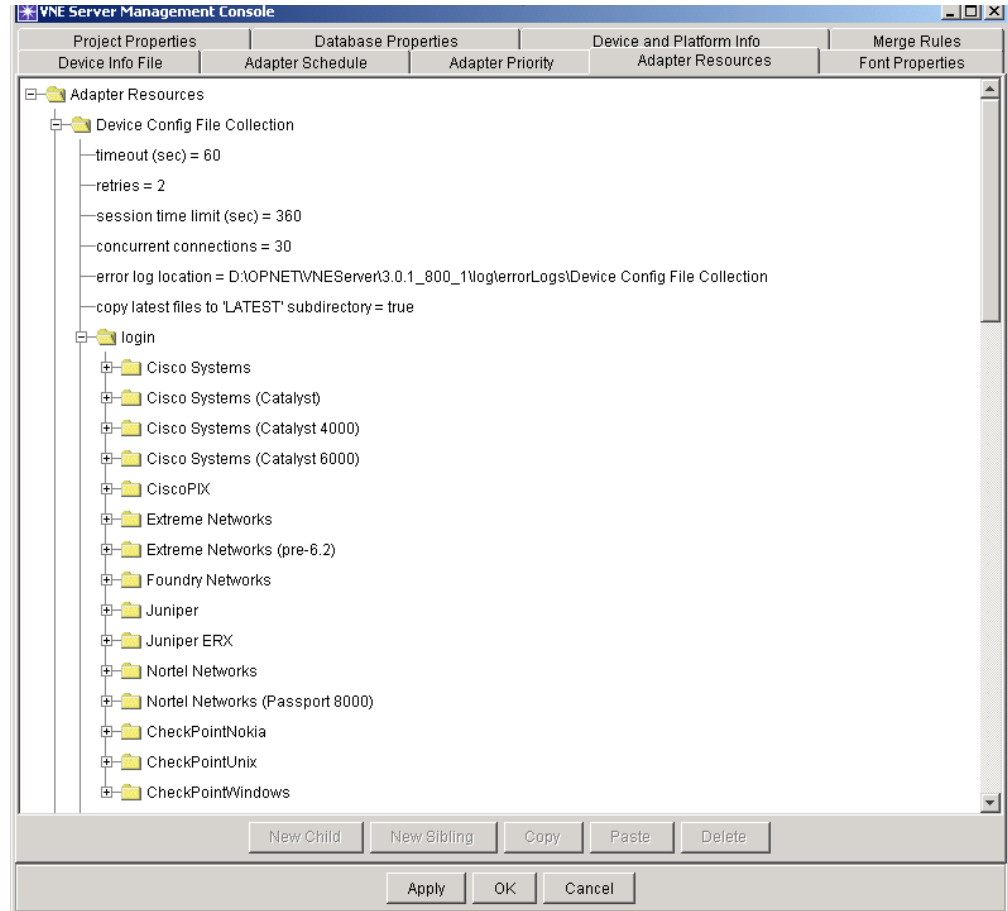 VNE Server Management Console
Project Properties Database Properties Device and Platform Info Merge Rules
Device Info File Adapter Schedule Adapter Priority Adapter Resources Font Properties
Adapter Resources
Device Config File Collection
timeout (sec) = 60
retries = 2
session time limit (sec) = 360
concurrent connections = 30
error log location = D:\OPNET\VNEServer\3.0.1_800_1\log\errorLogs\Device Config File Collection
copy latest files to 'LATEST' subdirectory = true
login
Cisco Systems
Cisco Systems (Catalyst)
Cisco Systems (Catalyst 4000)
Cisco Systems (Catalyst 6000)
CiscoPIX
Extreme Networks
Extreme Networks (pre-6.2)
Foundry Networks
Juniper
Juniper ERX
Nortel Networks
Nortel Networks (Passport 8000)
CheckPointNokia
CheckPointUnix
CheckPointWindows
New Child New Sibling Copy Paste Delete
Apply OK Cancel